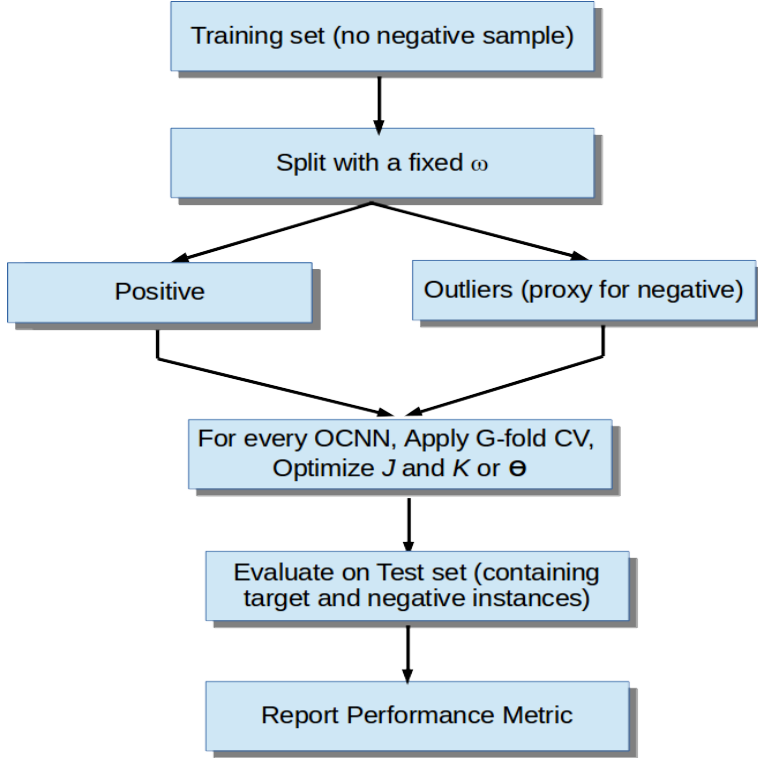 Training set (no negative sample)
Split with a fixed ω
Positive
Outliers (proxy for negative)
For every OCNN, Apply G-fold CV,
Optimize J and K or Θ
Evaluate on Test set (containing
target and negative instances)
Report Performance Metric